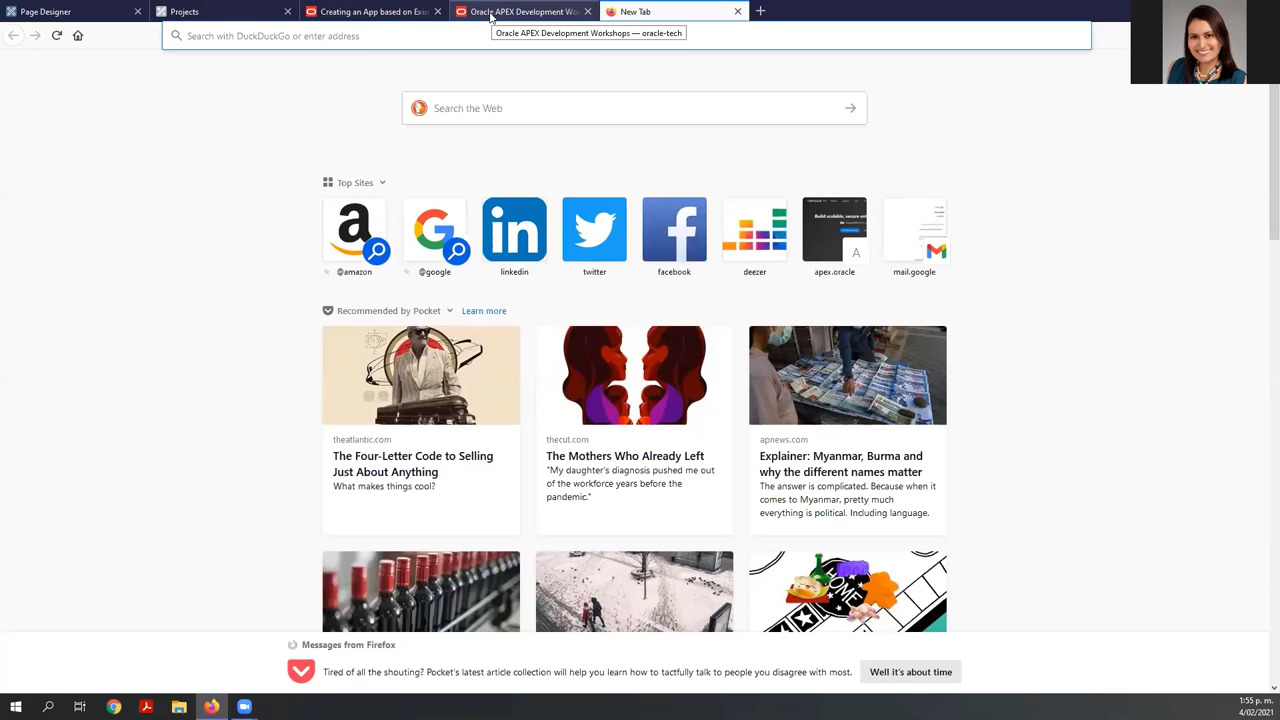 Page Designer
Projects
Creating an App based on Exis
Oracle APEX Development Wo
New Tab
Search with DuckDuckGo or enter address
Oracle APEX Development Workshops — oracle-tech
Search the Web
Top Sites
@amazon
@google
linkedin
twitter
facebook
deezer
apex.oracle
mail.google
Recommended by Pocket
Learn more
theatlantic.com
The Four-Letter Code to Selling
Just About Anything
What makes things cool?
thecut.com
The Mothers Who Already Left
"My daughter's diagnosis pushed me out
of the workforce years before the
pandemic."
apnews.com
Explainer: Myanmar, Burma and
why the different names matter
The answer is complicated. Because when it
comes to Myanmar, pretty much
everything is political. Including language.
HOME
Messages from Firefox
Tired of all the shouting? Pocket's latest article collection will help you learn how to tactfully talk to people you disagree with most.
Well it's about time
1:55 p. m.
4/02/2021